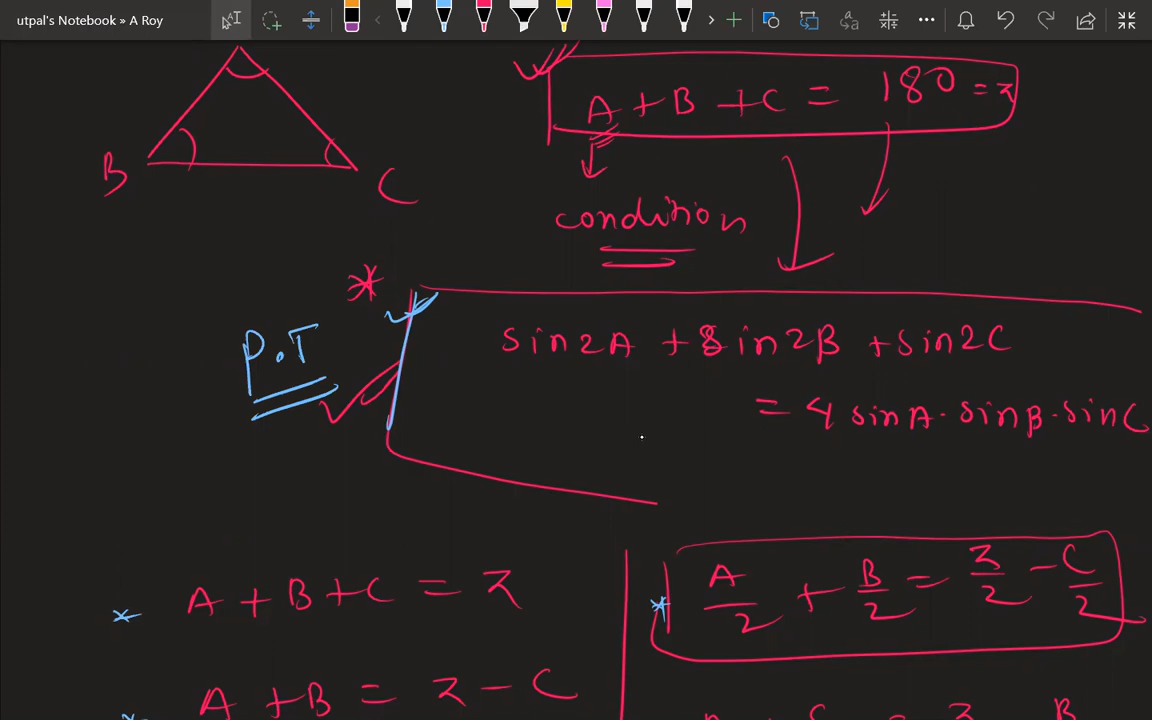 utpal's Notebook » A Roy
A + B + C = 180 = π
B
C
condition
P.T
sin2A + sin2B + sin2C
= 4 sinA · sinB · sinC
A + B + C = π
A/2 + B/2 = π/2 - C/2
A + B = π - C